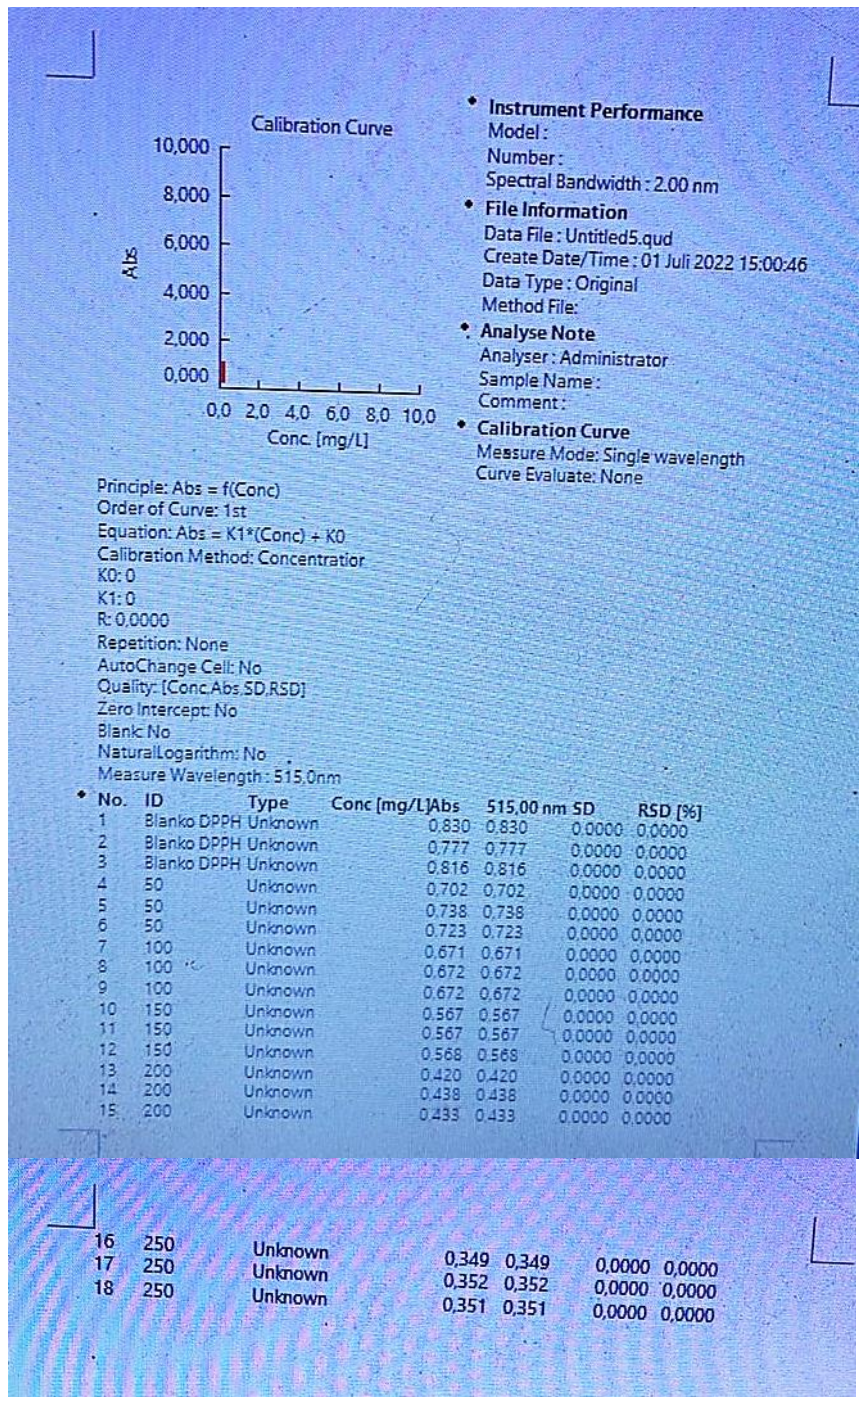 Calibration Curve
10,000
8,000
6,000
4,000
2,000
0,000
Abs
0,0 2,0 4,0 6,0 8,0 10,0
Conc. [mg/L]
Instrument Performance
Model :
Number :
Spectral Bandwidth : 2.00 nm
File Information
Data File : Untitled5.qud
Create Date/Time : 01 Juli 2022 15:00:46
Data Type : Original
Method File:
Analyse Note
Analyser : Administrator
Sample Name :
Comment :
Calibration Curve
Measure Mode: Single wavelength
Curve Evaluate: None
Principle: Abs = f(Conc)
Order of Curve: 1st
Equation: Abs = K1*(Conc) + K0
Calibration Method: Concentratior
K0: 0
K1: 0
R: 0,0000
Repetition: None
AutoChange Cell: No
Quality: [Conc,Abs,SD,RSD]
Zero Intercept: No
Blank: No
NaturalLogarithm: No
Measure Wavelength : 515,0nm
No. ID Type Conc [mg/L]Abs 515,00 nm SD RSD [%]
1 Blanko DPPH Unknown 0,830 0,830 0,0000 0,0000
2 Blanko DPPH Unknown 0,777 0,777 0,0000 0,0000
3 Blanko DPPH Unknown 0,816 0,816 0,0000 0,0000
4 50 Unknown 0,702 0,702 0,0000 0,0000
5 50 Unknown 0,738 0,738 0,0000 0,0000
6 50 Unknown 0,723 0,723 0,0000 0,0000
7 100 Unknown 0,671 0,671 0,0000 0,0000
8 100 Unknown 0,672 0,672 0,0000 0,0000
9 100 Unknown 0,672 0,672 0,0000 0,0000
10 150 Unknown 0,567 0,567 0,0000 0,0000
11 150 Unknown 0,567 0,567 0,0000 0,0000
12 150 Unknown 0,568 0,568 0,0000 0,0000
13 200 Unknown 0,420 0,420 0,0000 0,0000
14 200 Unknown 0,438 0,438 0,0000 0,0000
15 200 Unknown 0,433 0,433 0,0000 0,0000
16 250 Unknown 0,349 0,349 0,0000 0,0000
17 250 Unknown 0,352 0,352 0,0000 0,0000
18 250 Unknown 0,351 0,351 0,0000 0,0000